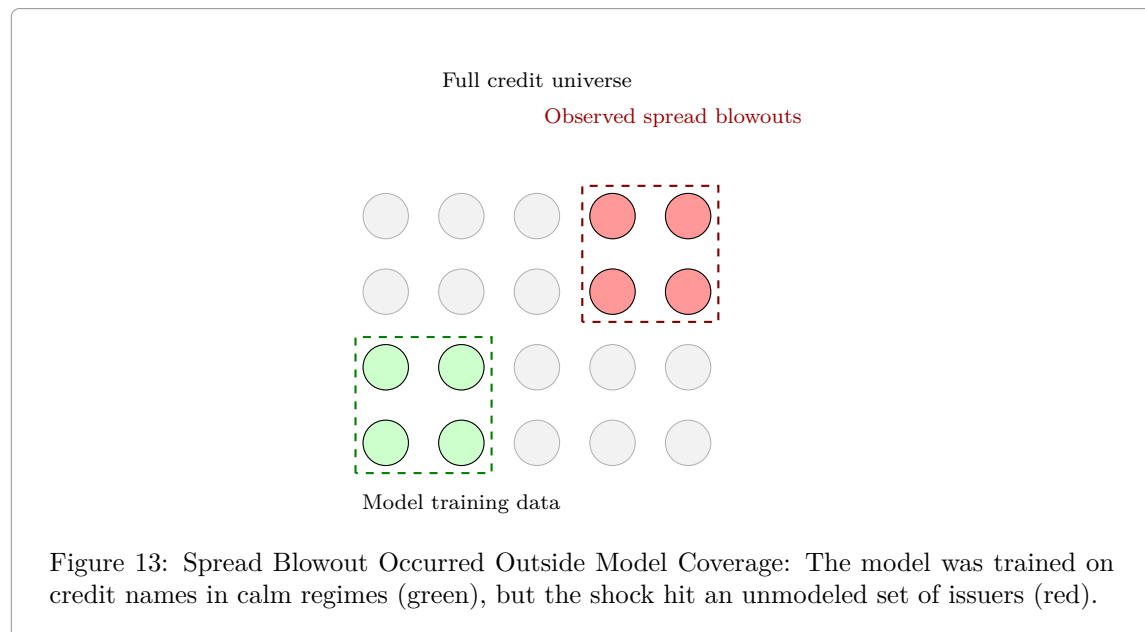 Full credit universe
Observed spread blowouts
Model training data
Figure 13: Spread Blowout Occurred Outside Model Coverage: The model was trained on
credit names in calm regimes (green), but the shock hit an unmodeled set of issuers (red).